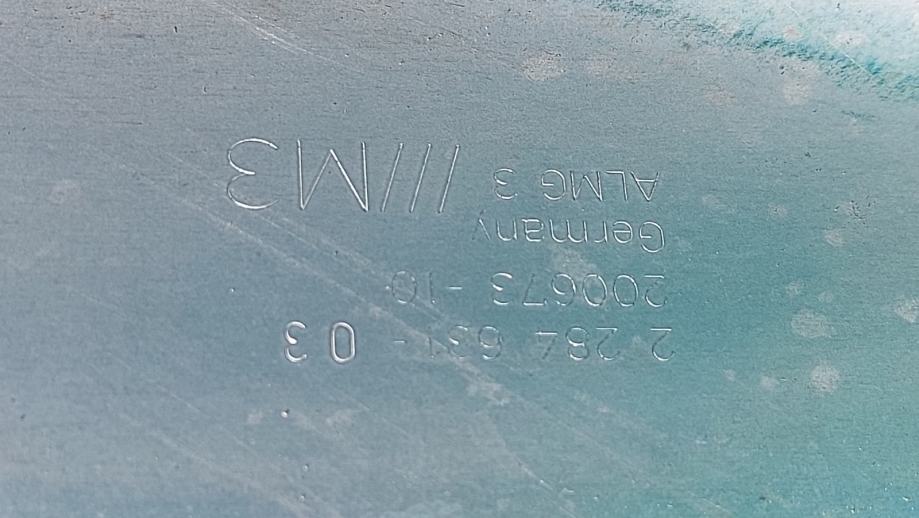 2 284 631 - 03
200673 -10
Germany
ALMG 3 ///M3